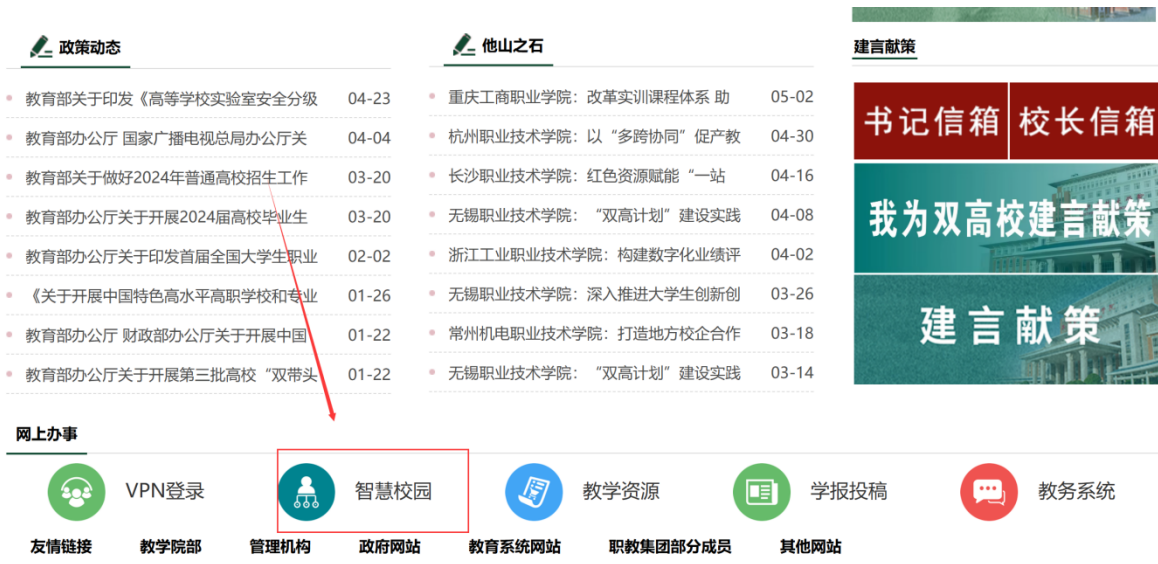 政策动态
教育部关于印发《高等学校实验室安全分级 04-23
教育部办公厅 国家广播电视总局办公厅关 04-04
教育部关于做好2024年普通高校招生工作 03-20
教育部办公厅关于开展2024届高校毕业生 03-20
教育部办公厅关于印发首届全国大学生职业 02-02
《关于开展中国特色高水平高职学校和专业 01-26
教育部办公厅 财政部办公厅关于开展中国 01-22
教育部办公厅关于开展第三批高校“双带头 01-22
他山之石
重庆工商职业学院：改革实训课程体系 助 05-02
杭州职业技术学院：以“多跨协同”促产教 04-30
长沙职业技术学院：红色资源赋能“一站 04-16
无锡职业技术学院：“双高计划”建设实践 04-08
浙江工业职业技术学院：构建数字化业绩评 04-02
无锡职业技术学院：深入推进大学生创新创 03-26
常州机电职业技术学院：打造地方校企合作 03-18
无锡职业技术学院：“双高计划”建设实践 03-14
建言献策
书记信箱 校长信箱
我为双高校建言献策
建言献策
网上办事
VPN登录 智慧校园 教学资源 学报投稿 教务系统
友情链接 教学院部 管理机构 政府网站 教育系统网站 职教集团部分成员 其他网站